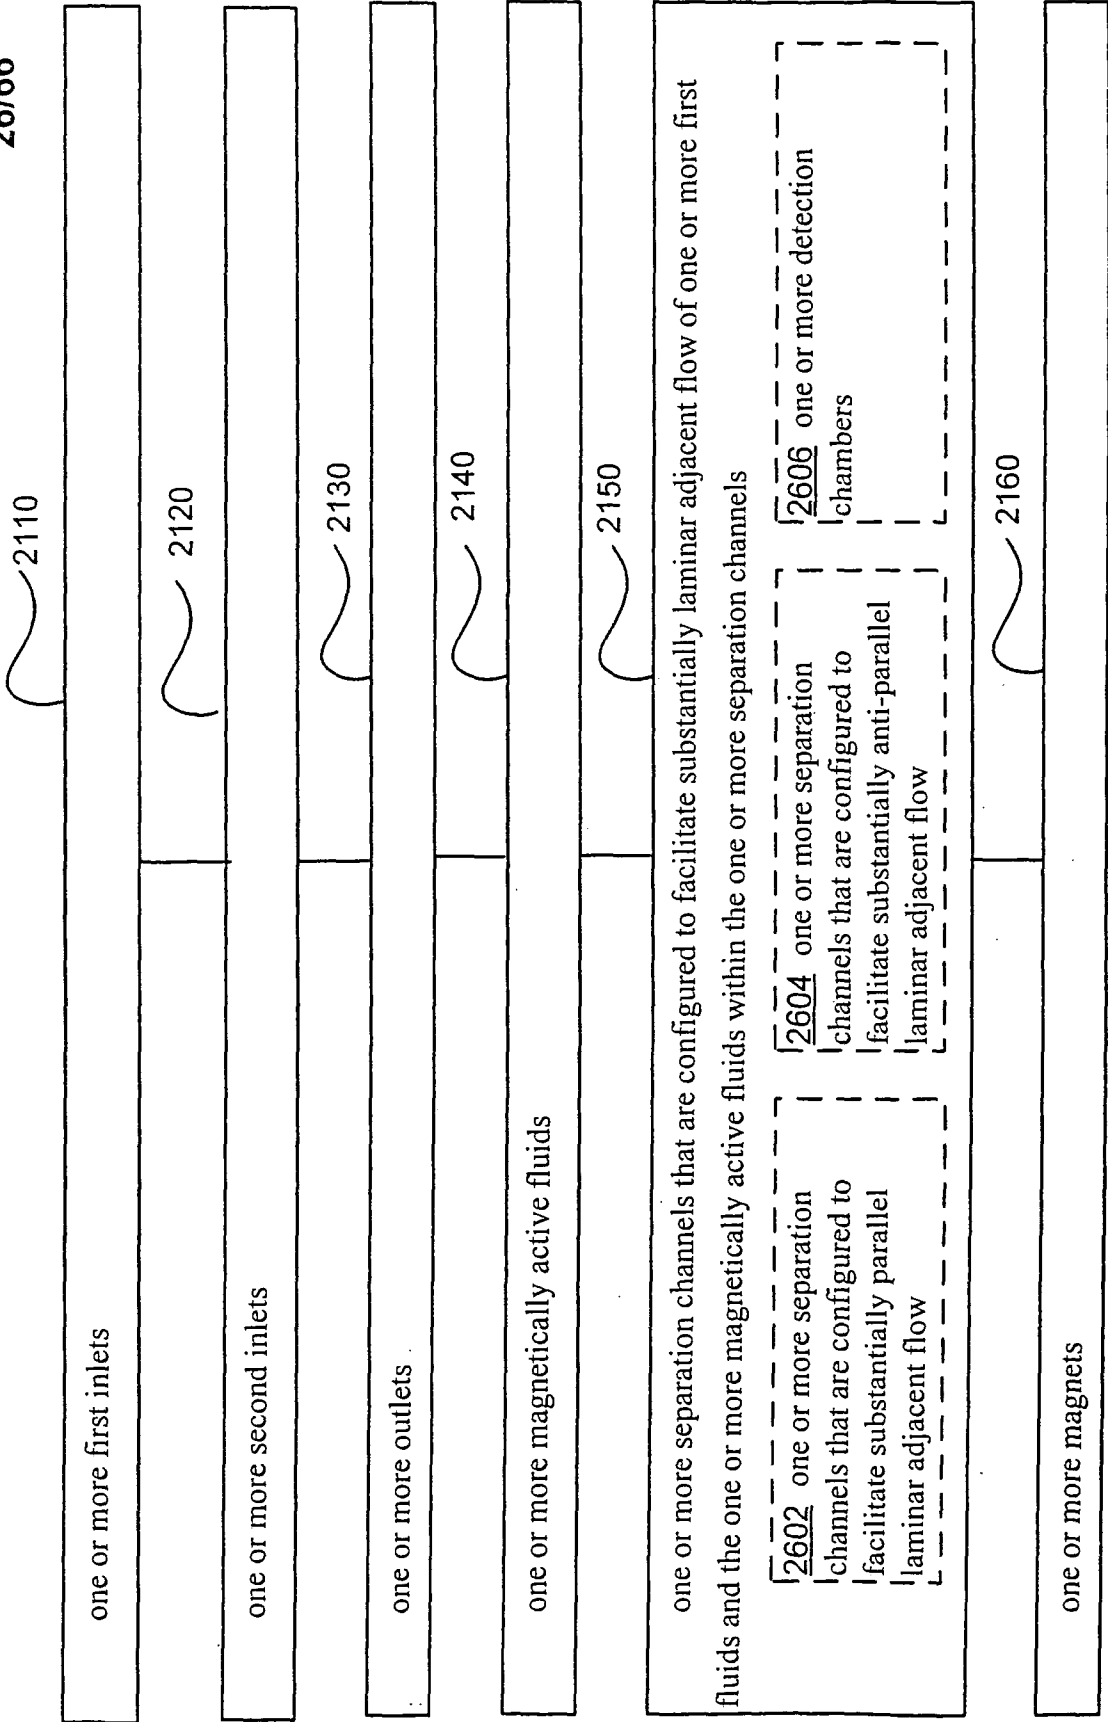 26/66
2110
one or more first inlets
2120
one or more second inlets
2130
one or more outlets
2140
one or more magnetically active fluids
2150
one or more separation channels that are configured to facilitate substantially laminar adjacent flow of one or more first
fluids and the one or more magnetically active fluids within the one or more separation channels
2602 one or more separation
channels that are configured to
facilitate substantially parallel
laminar adjacent flow
2604 one or more separation
channels that are configured to
facilitate substantially anti-parallel
laminar adjacent flow
2606 one or more detection
chambers
2160
one or more magnets